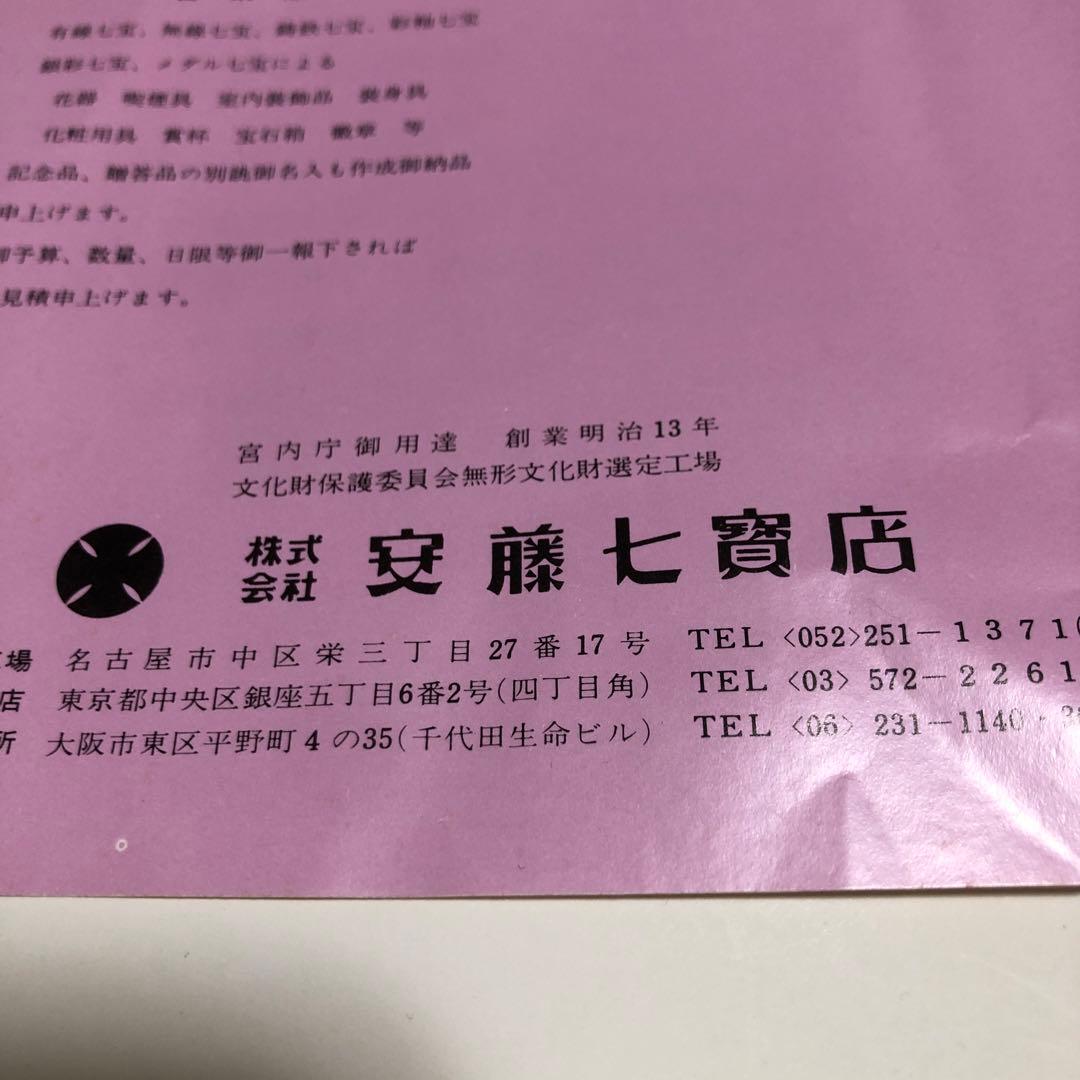 有線七宝、無線七宝、鋳鉄七宝、彩釉七宝
銀彩七宝、メダル七宝による
花器 喫煙具 室内装飾品 装身具
化粧用具 賞杯 宝石箱 徽章 等
記念品、贈答品の別誂御名入も作成御納品
申上げます。
御予算、数量、日限等御一報下されば
見積申上げます。
宮内庁御用達 創業明治13年
文化財保護委員会無形文化財選定工場
株式会社 安藤七寳店
場 名古屋市中区栄三丁目27番17号 TEL <052>251-1371(
店 東京都中央区銀座五丁目6番2号(四丁目角) TEL <03> 572-2261
所 大阪市東区平野町4の35(千代田生命ビル) TEL <06> 231-1140・